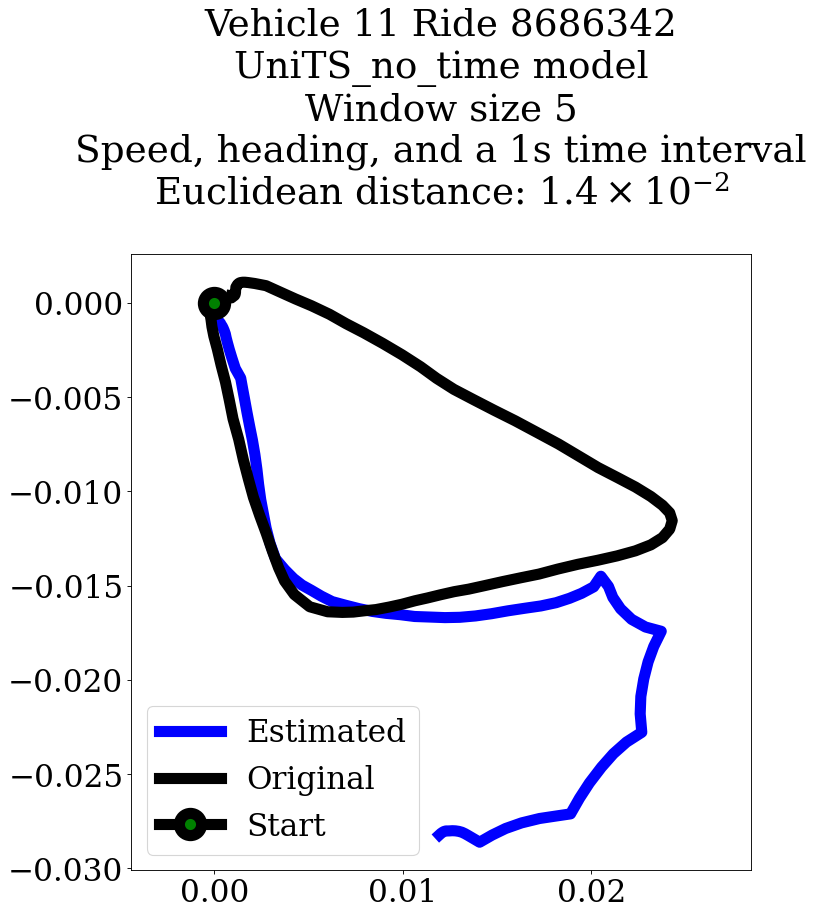 Vehicle 11 Ride 8686342
UniTS_no_time model
Window size 5
Speed, heading, and a 1s time interval
Euclidean distance: 1.4 × 10⁻²
0.000
−0.005
−0.010
−0.015
−0.020
−0.025
−0.030
Estimated
Original
Start
0.00 0.01 0.02